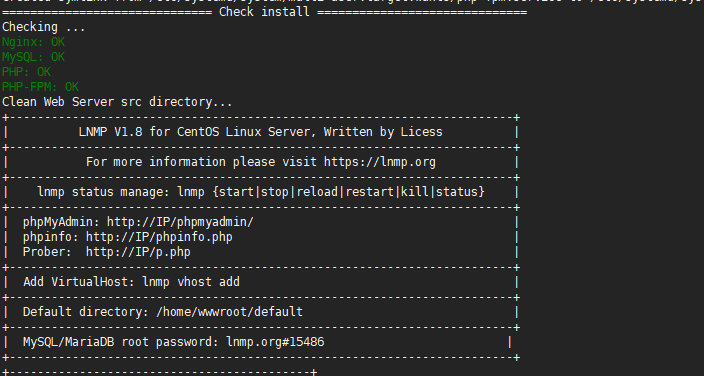 ============================== Check install ==============================
Checking ...
Nginx: OK
MySQL: OK
PHP: OK
PHP-FPM: OK
Clean Web Server src directory...
+------------------------------------------------------------------------+
|          LNMP V1.8 for CentOS Linux Server, Written by Licess          |
+------------------------------------------------------------------------+
|           For more information please visit https://lnmp.org           |
+------------------------------------------------------------------------+
|    lnmp status manage: lnmp {start|stop|reload|restart|kill|status}    |
+------------------------------------------------------------------------+
|  phpMyAdmin: http://IP/phpmyadmin/                                     |
|  phpinfo: http://IP/phpinfo.php                                        |
|  Prober:  http://IP/p.php                                              |
+------------------------------------------------------------------------+
|  Add VirtualHost: lnmp vhost add                                       |
+------------------------------------------------------------------------+
|  Default directory: /home/wwwroot/default                              |
+------------------------------------------------------------------------+
|  MySQL/MariaDB root password: lnmp.org#15486                          |
+------------------------------------------------------------------------+
+-------------------------------------------+